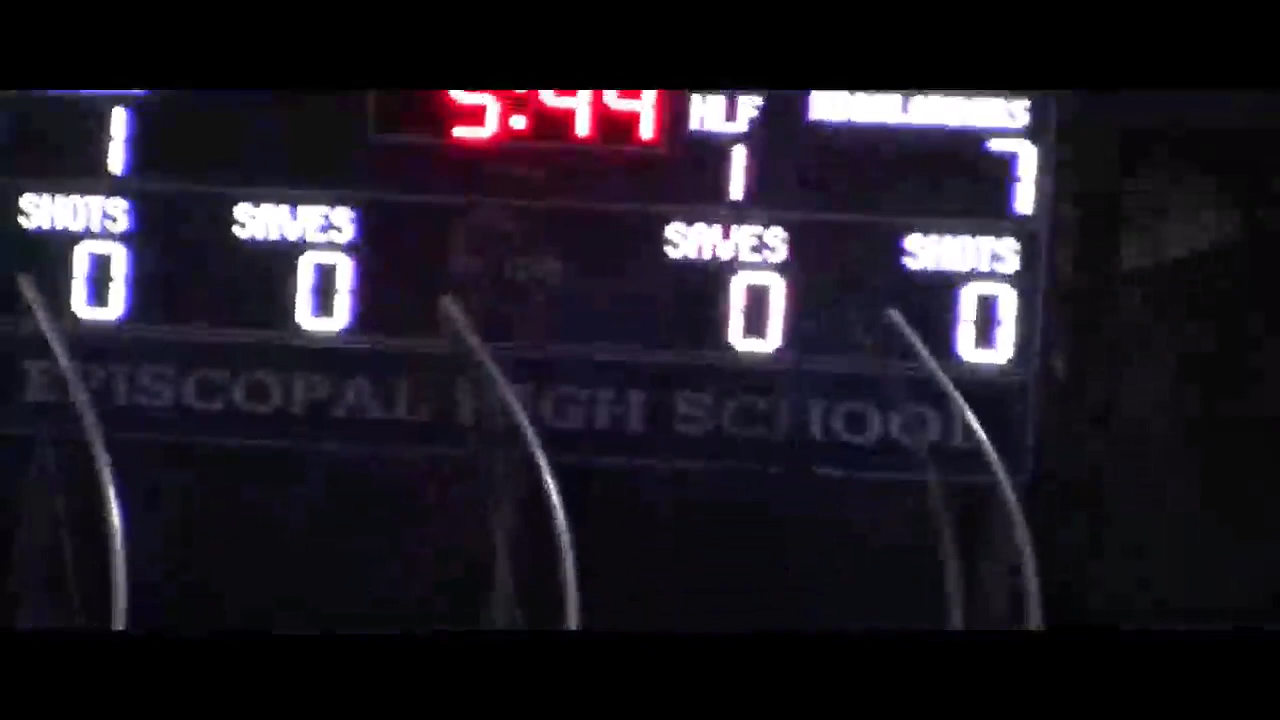 5:44 HLF
1 1 7
SHOTS SAVES SAVES SHOTS
0 0 0 0
EPISCOPAL HIGH SCHOOL